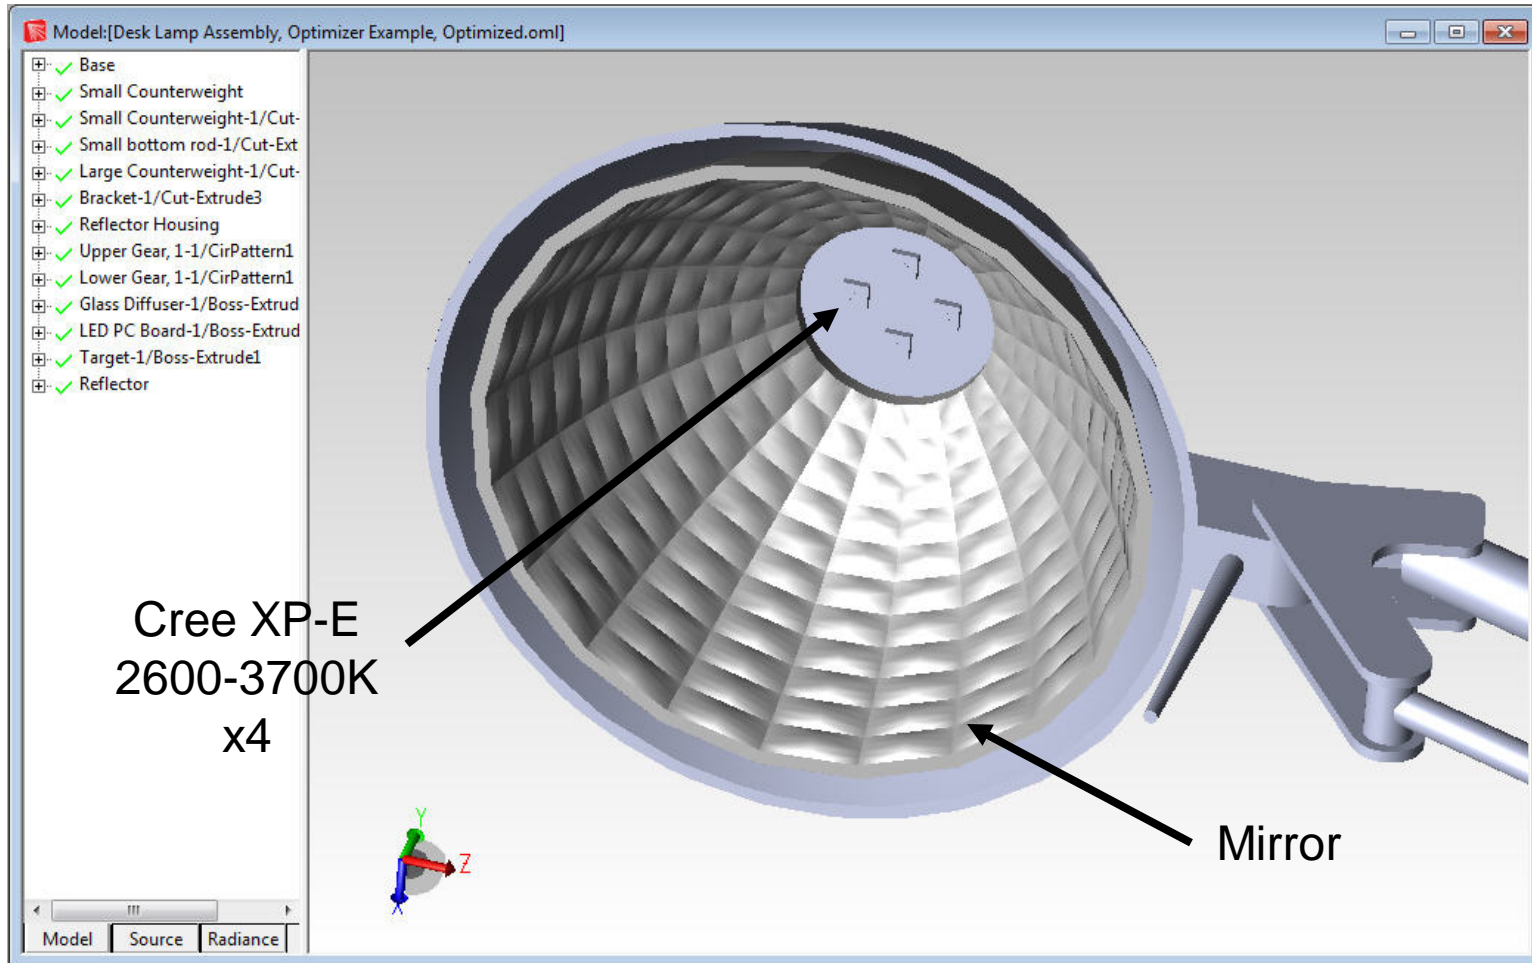 Model:[Desk Lamp Assembly, Optimizer Example, Optimized.oml]
Base
Small Counterweight
Small Counterweight-1/Cut-
Small bottom rod-1/Cut-Ext
Large Counterweight-1/Cut-
Bracket-1/Cut-Extrude3
Reflector Housing
Upper Gear, 1-1/CirPattern1
Lower Gear, 1-1/CirPattern1
Glass Diffuser-1/Boss-Extrud
LED PC Board-1/Boss-Extrud
Target-1/Boss-Extrude1
Reflector
Cree XP-E
2600-3700K
x4
Mirror
Y
Z
X
Model Source Radiance